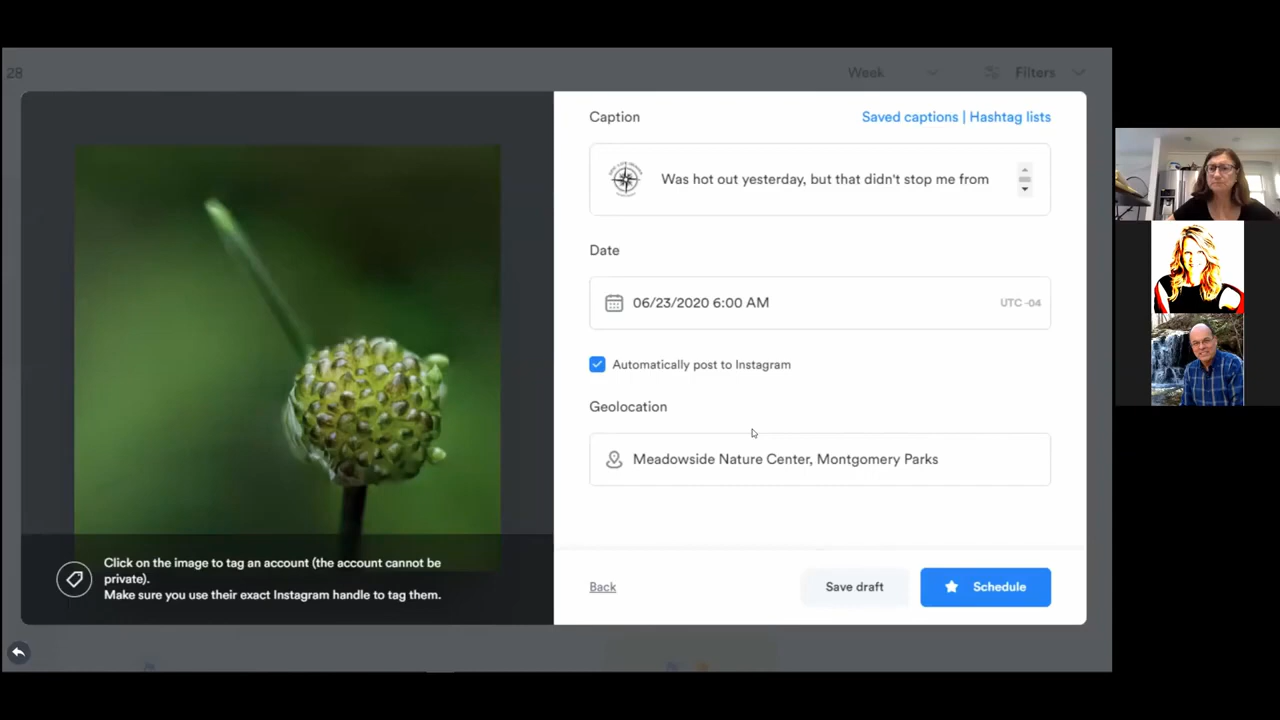 28
Week
Filters
Caption
Saved captions | Hashtag lists
Was hot out yesterday, but that didn't stop me from
Date
06/23/2020 6:00 AM
UTC -04
Automatically post to Instagram
Geolocation
Meadowside Nature Center, Montgomery Parks
Click on the image to tag an account (the account cannot be
private).
Make sure you use their exact Instagram handle to tag them.
Back
Save draft
Schedule